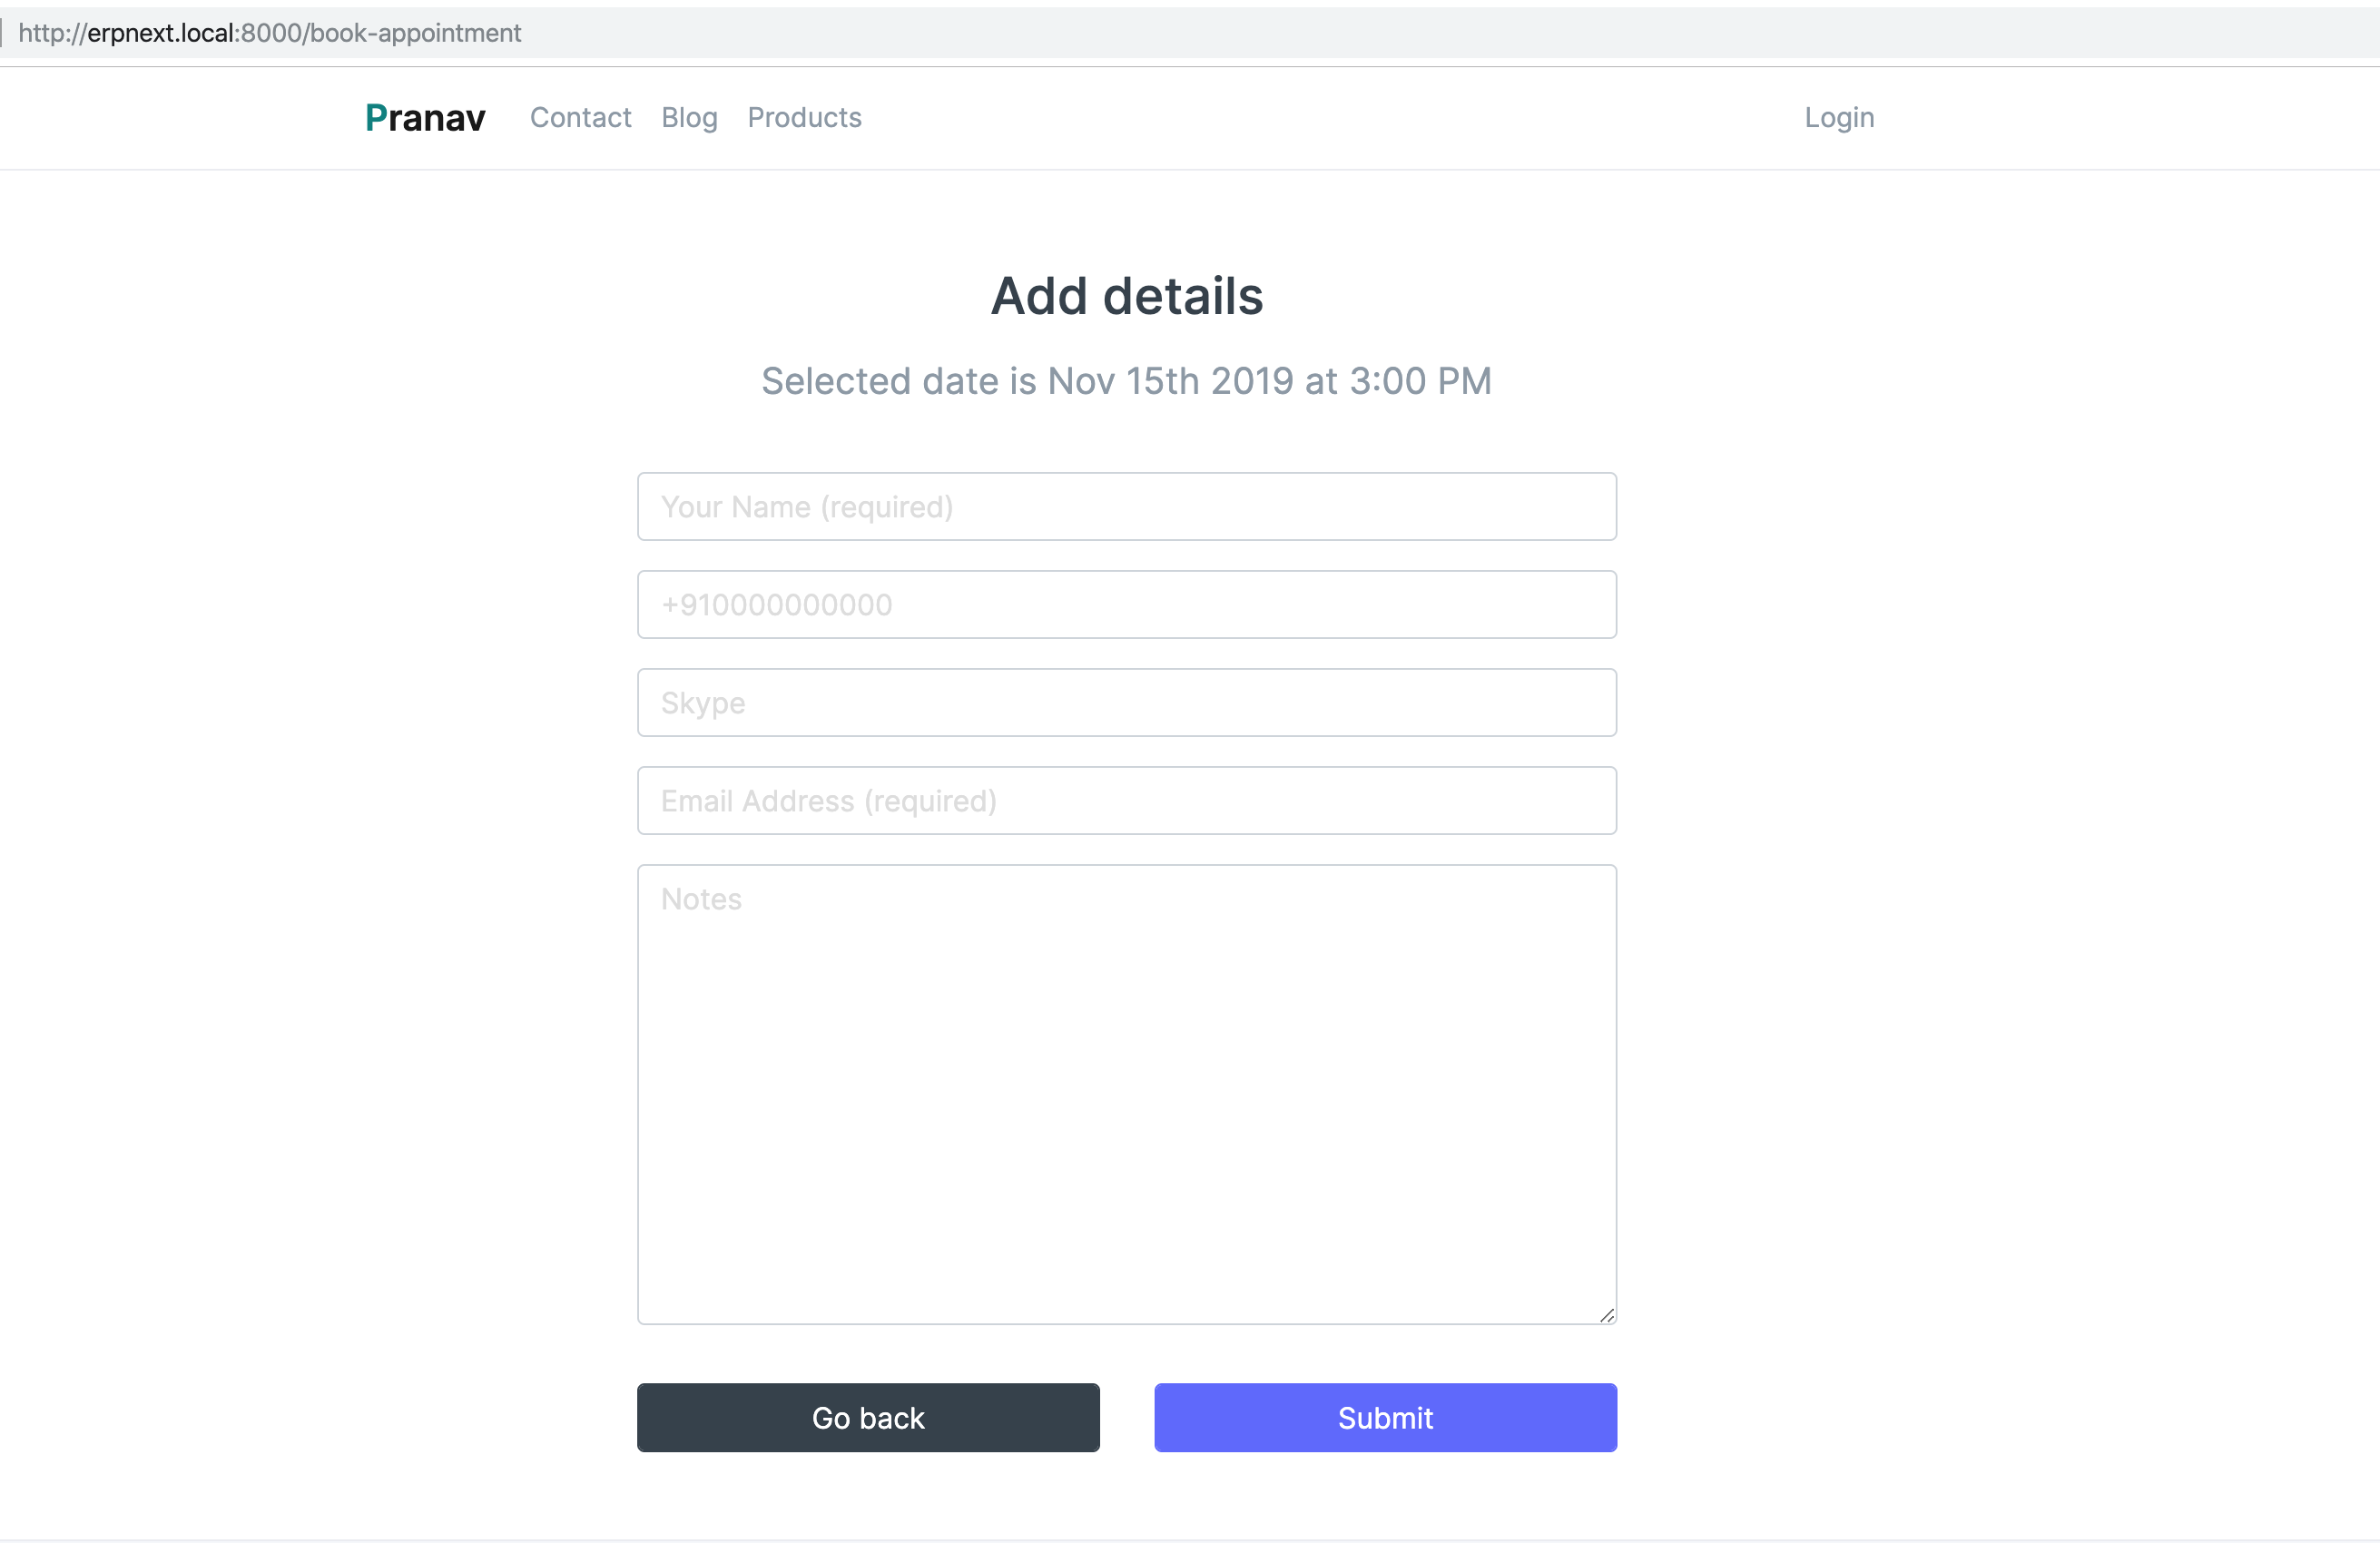 http://erpnext.local:8000/book-appointment
Pranav Contact Blog Products Login
Add details
Selected date is Nov 15th 2019 at 3:00 PM
Your Name (required)
+910000000000
Skype
Email Address (required)
Notes
Go back Submit